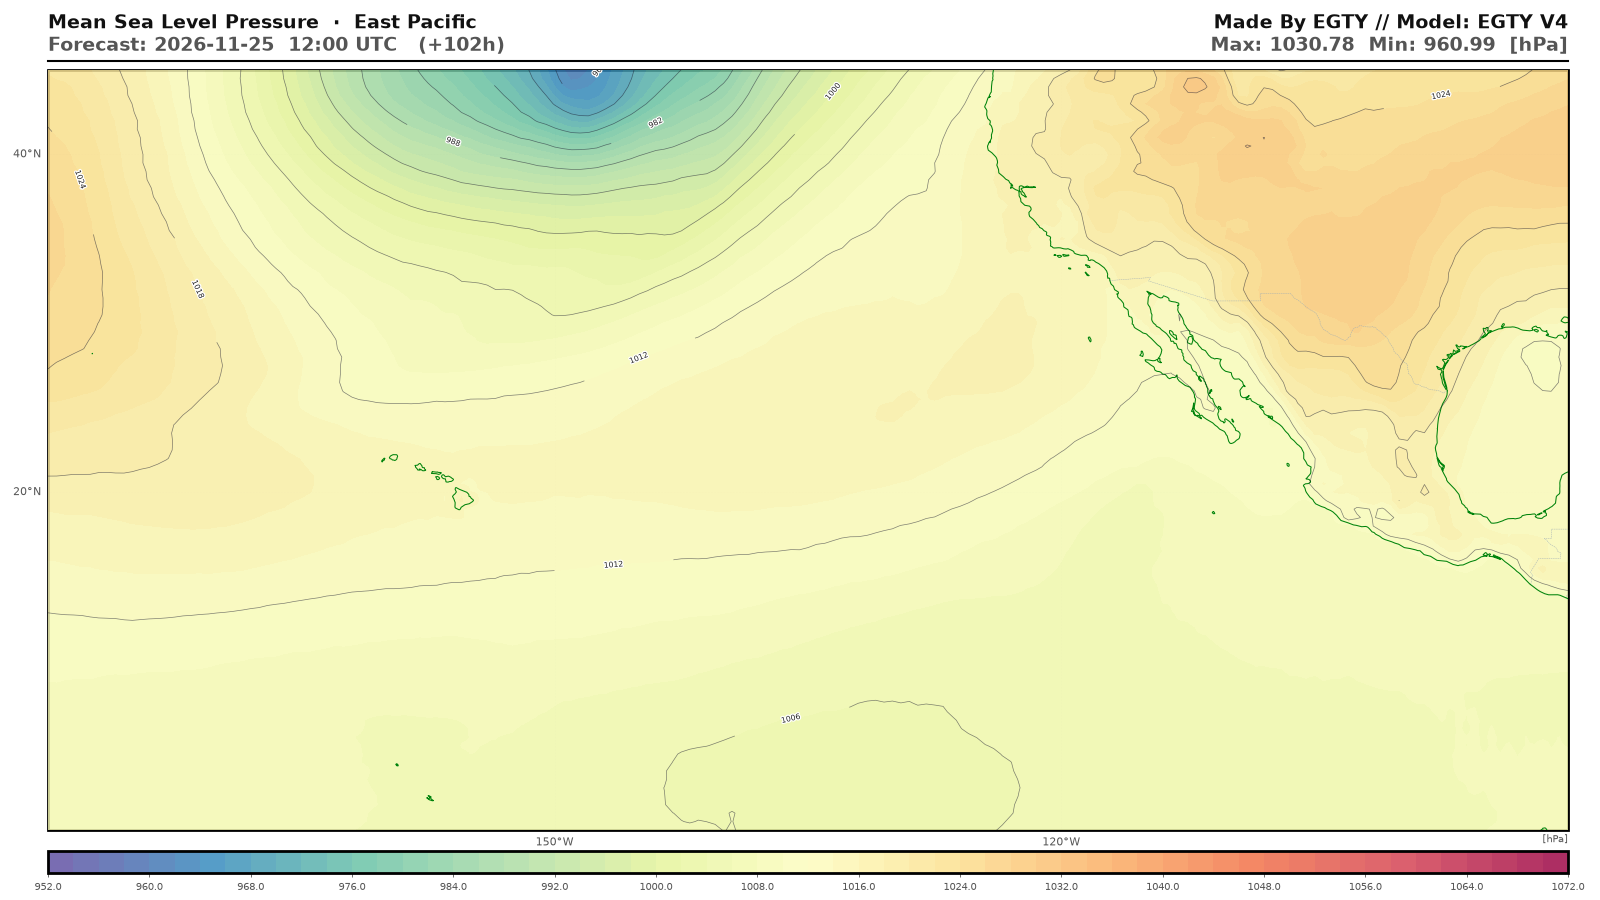 Mean Sea Level Pressure · East Pacific
Made By EGTY // Model: EGTY V4
Forecast: 2026-11-25 12:00 UTC (+102h)
Max: 1030.78 Min: 960.99 [hPa]
1024
1000
982
988
40°N
1024
1018
1012
20°N
1012
1006
150°W
120°W
[hPa]
952.0
960.0
968.0
976.0
984.0
992.0
1000.0
1008.0
1016.0
1024.0
1032.0
1040.0
1048.0
1056.0
1064.0
1072.0